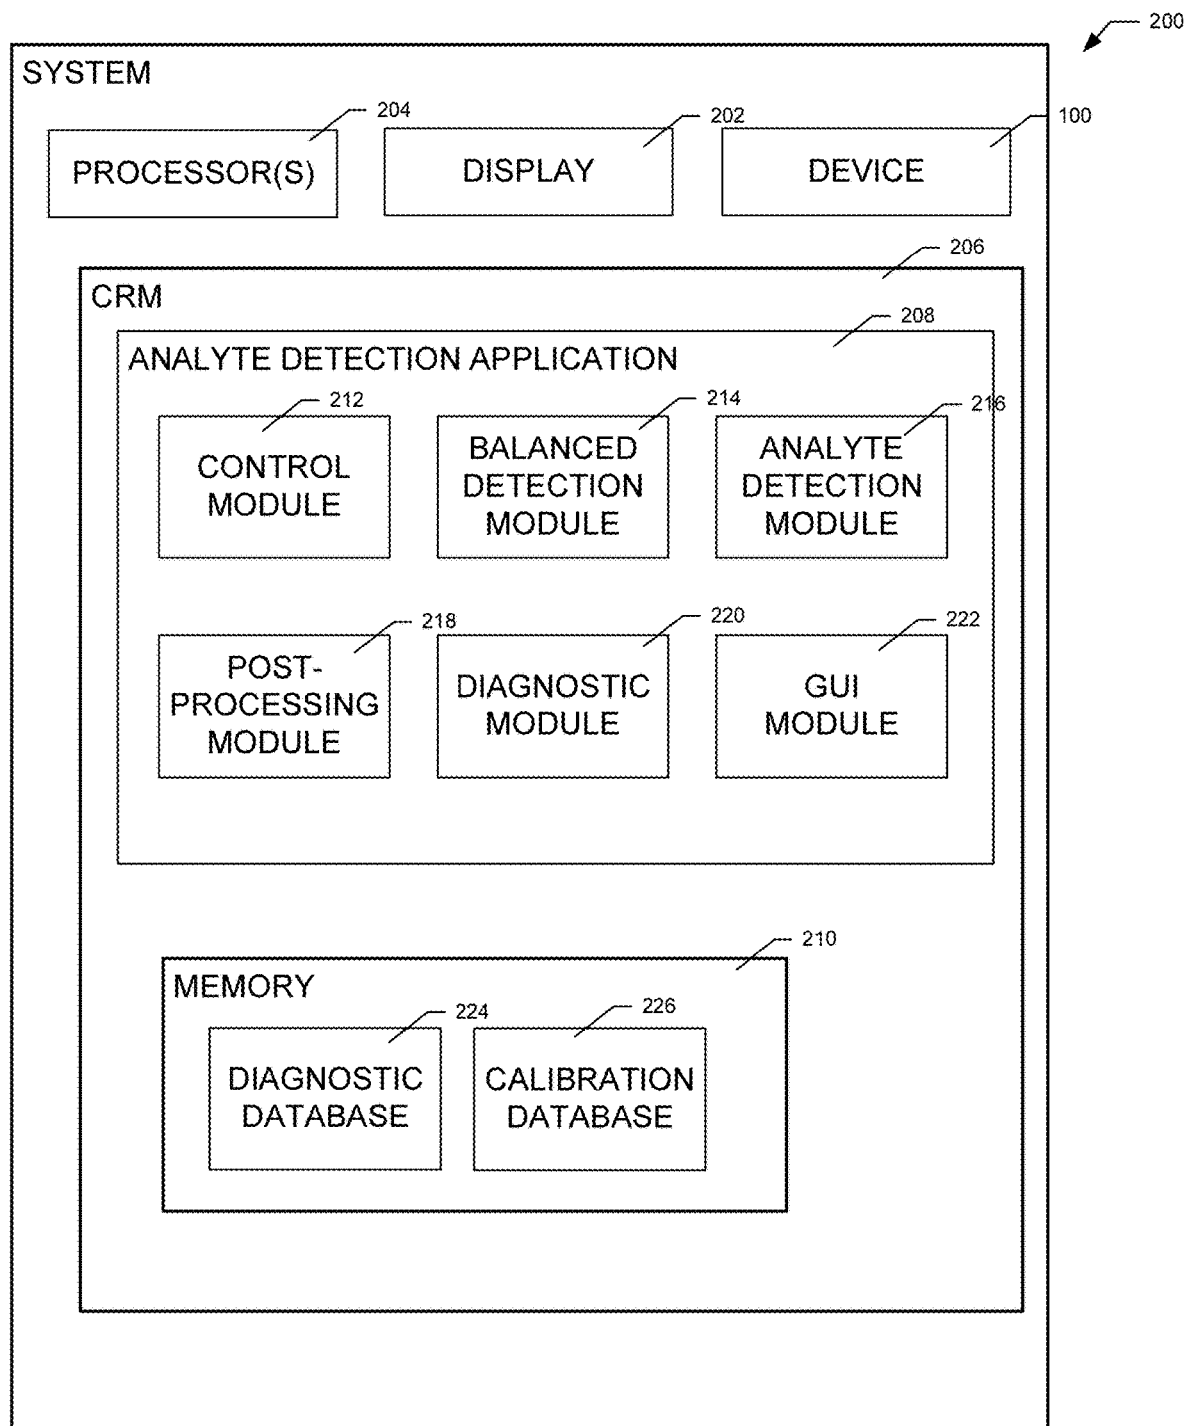 200
SYSTEM
204
202
100
PROCESSOR(S)
DISPLAY
DEVICE
206
CRM
208
ANALYTE DETECTION APPLICATION
212
214
216
CONTROL
MODULE
BALANCED
DETECTION
MODULE
ANALYTE
DETECTION
MODULE
218
220
222
POST-
PROCESSING
MODULE
DIAGNOSTIC
MODULE
GUI
MODULE
210
MEMORY
224
226
DIAGNOSTIC
DATABASE
CALIBRATION
DATABASE